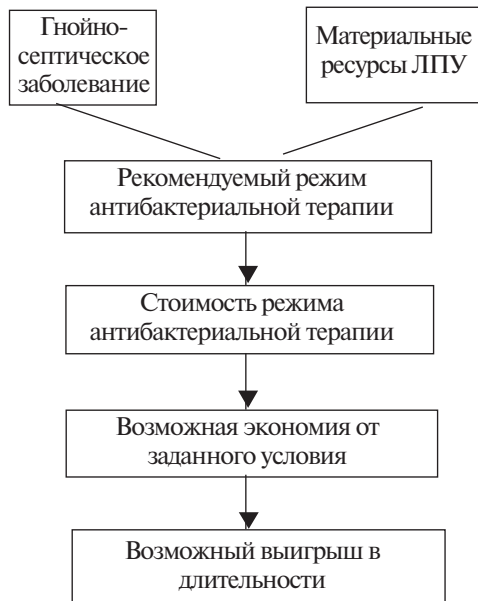 Гнойно-
септическое
заболевание
Материальные
ресурсы ЛПУ
Рекомендуемый режим
антибактериальной терапии
Стоимость режима
антибактериальной терапии
Возможная экономия от
заданного условия
Возможный выигрыш в
длительности